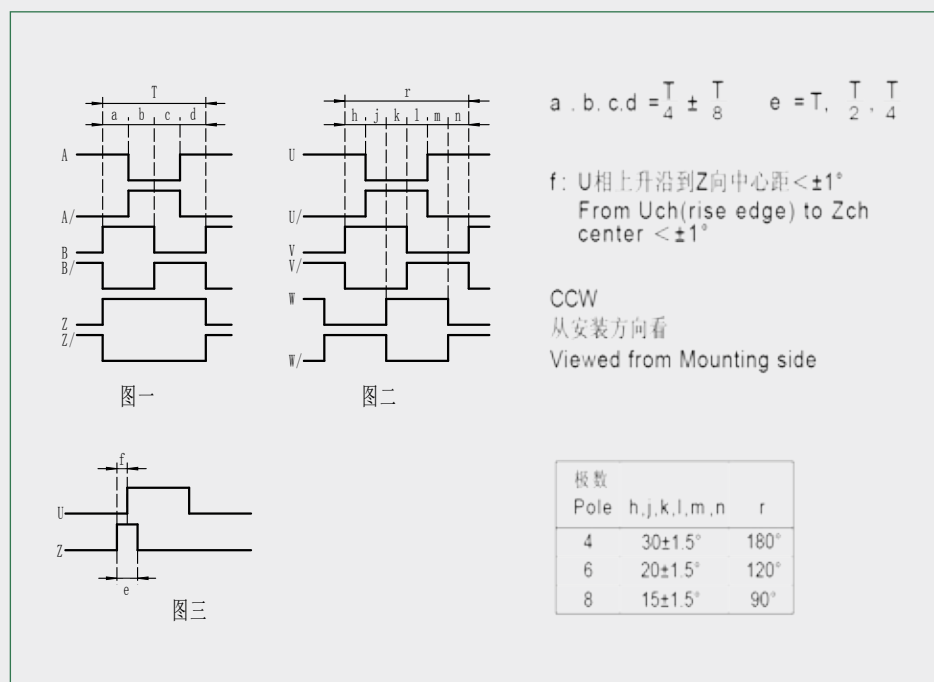 T
a b c d
A
A/
B
B/
Z
Z/
图一
r
h j k l m n
U
U/
V
V/
W
W/
图二
a . b. c.d = T/4 ± T/8 e = T, T/2, T/4
f: U相上升沿到Z向中心距<±1°
From Uch(rise edge) to Zch
center <±1°
CCW
从安装方向看
Viewed from Mounting side
f
U
Z
e
图三
极数
Pole h,j,k,l,m,n r
4 30±1.5° 180°
6 20±1.5° 120°
8 15±1.5° 90°